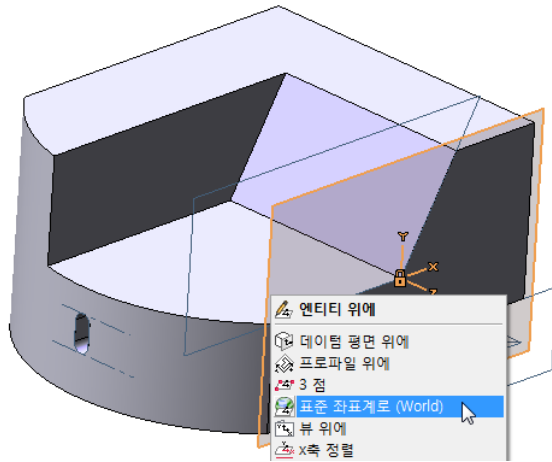 Y
X
Z
엔티티 위에
데이텀 평면 위에
프로파일 위에
3 점
표준 좌표계로 (World)
뷰 위에
x축 정렬